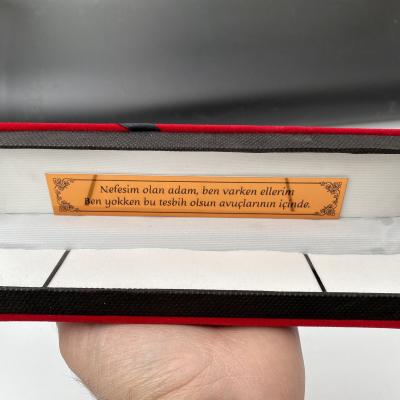 Nefesim olan adam, ben varken ellerim
Ben yokken bu tesbih olsun avuçlarının içinde.